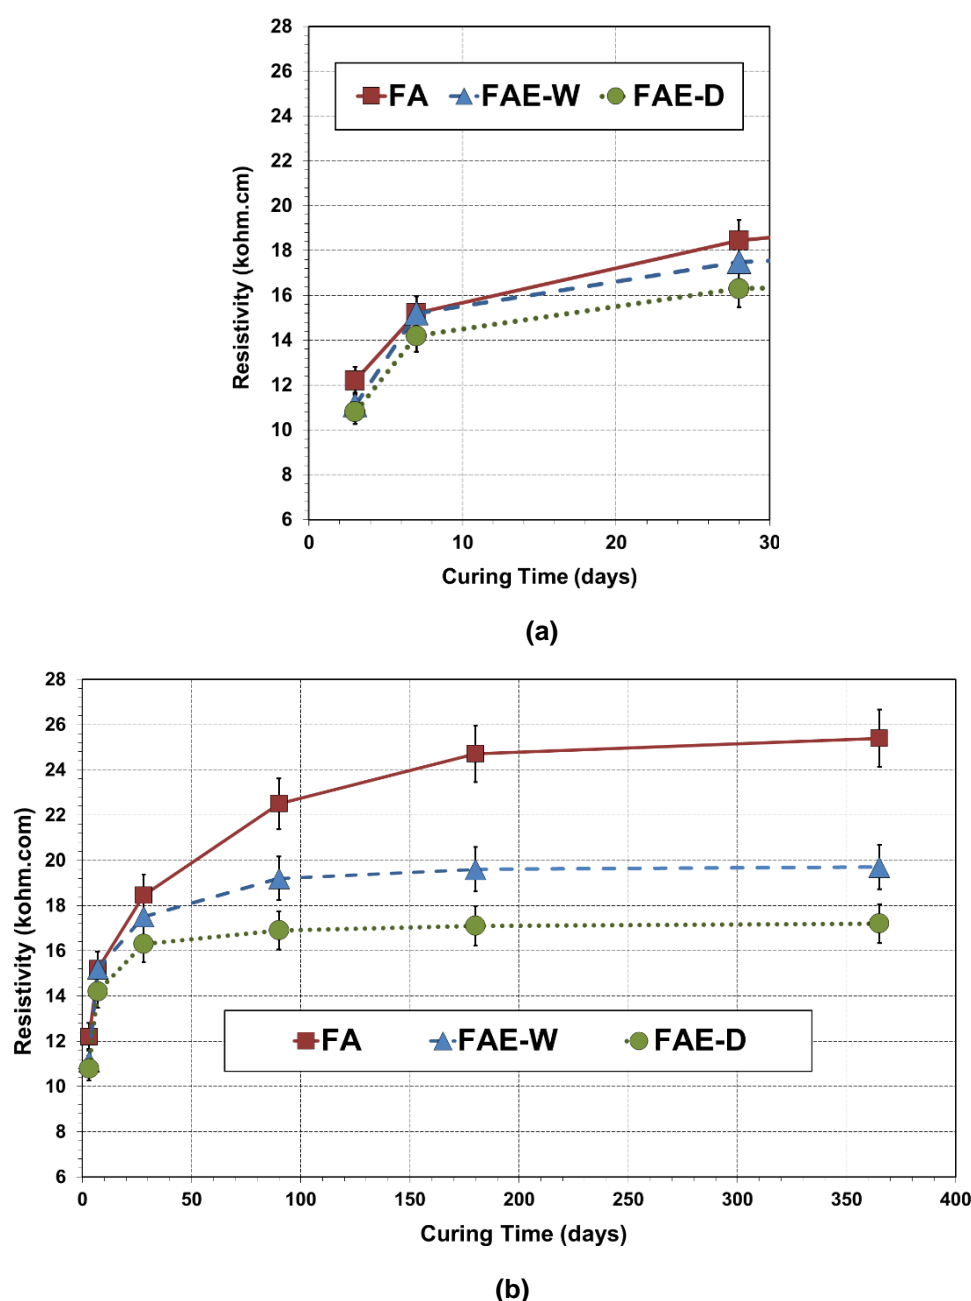 28
26
24
22
20
18
16
14
12
10
8
6
Resistivity (kohm.cm)
FA FAE-W FAE-D
0 10 20 30
Curing Time (days)
(a)
28
26
24
22
20
18
16
14
12
10
8
6
Resistivity (kohm.com)
FA FAE-W FAE-D
0 50 100 150 200 250 300 350 400
Curing Time (days)
(b)